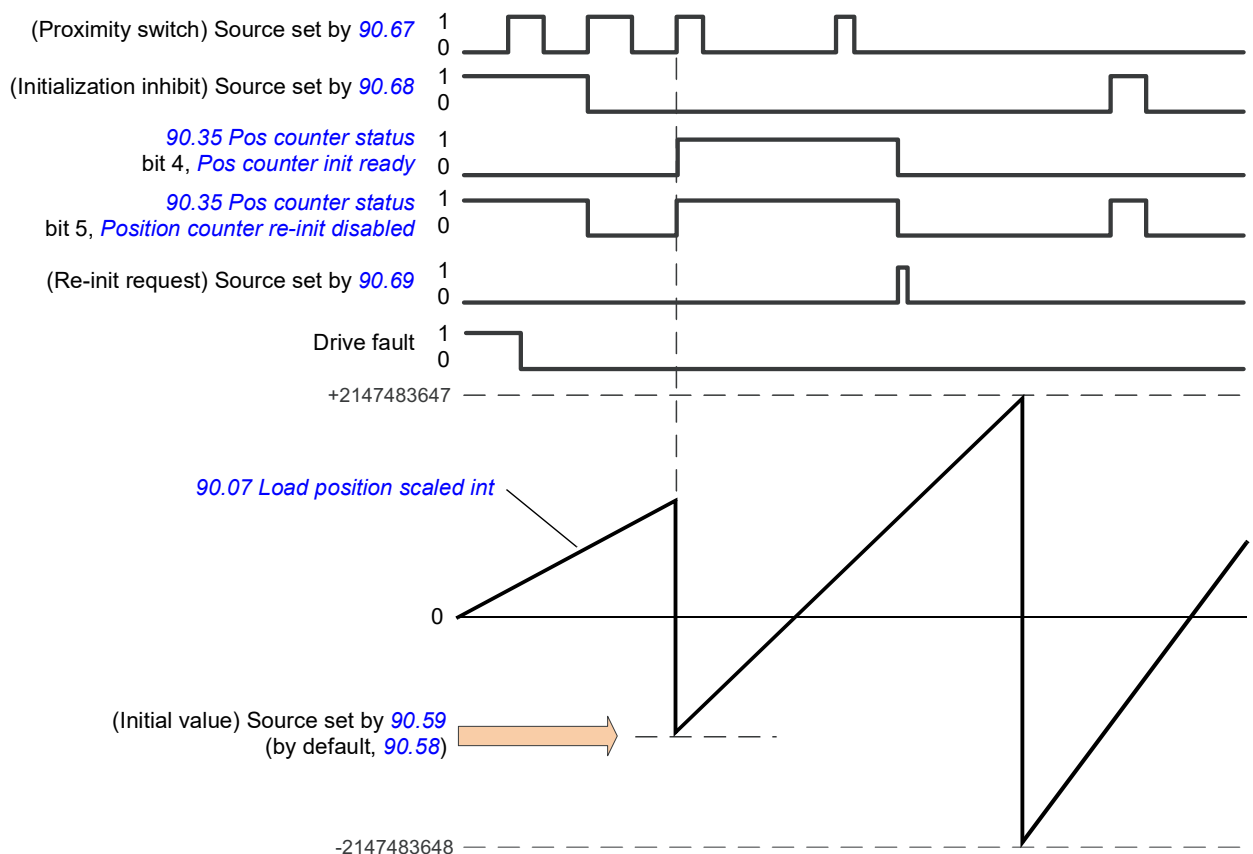 (Proximity switch) Source set by 90.67
1
0
(Initialization inhibit) Source set by 90.68
1
0
90.35 Pos counter status
bit 4, Pos counter init ready
1
0
90.35 Pos counter status
bit 5, Position counter re-init disabled
1
0
(Re-init request) Source set by 90.69
1
0
Drive fault
1
0
+2147483647
90.07 Load position scaled int
0
(Initial value) Source set by 90.59
(by default, 90.58)
-2147483648